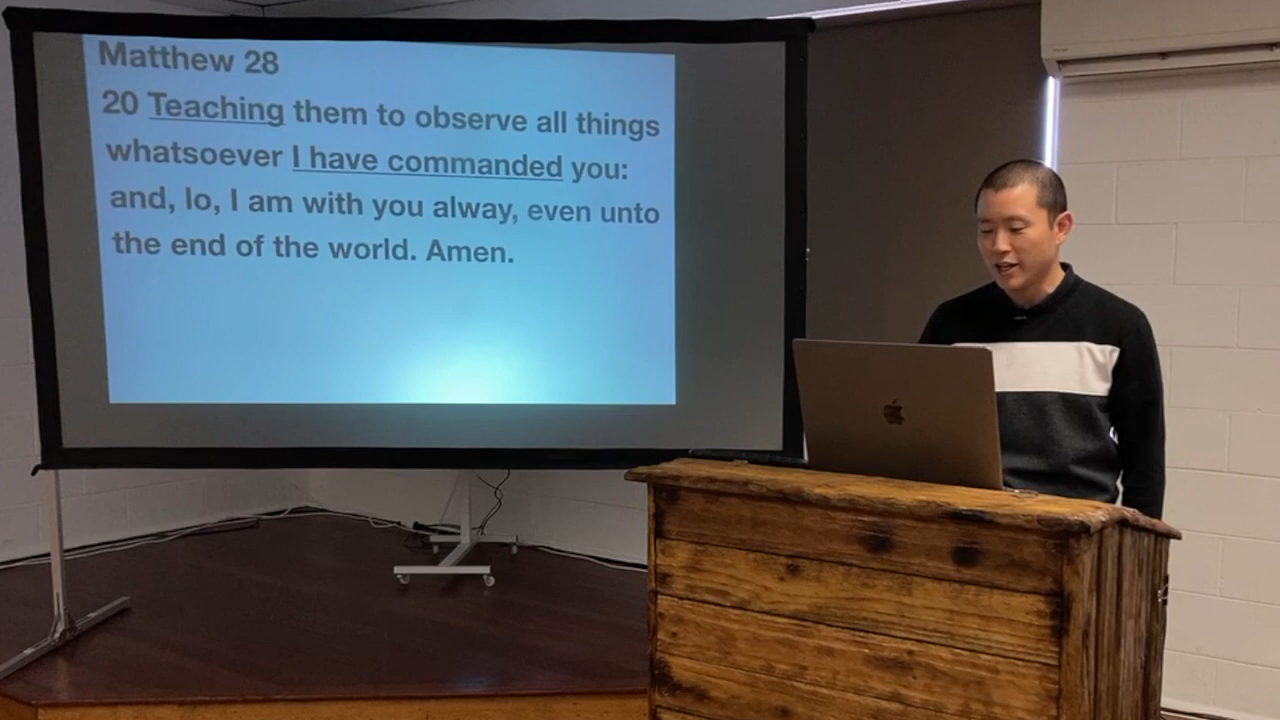 Matthew 28
20 Teaching them to observe all things
whatsoever I have commanded you:
and, lo, I am with you alway, even unto
the end of the world. Amen.